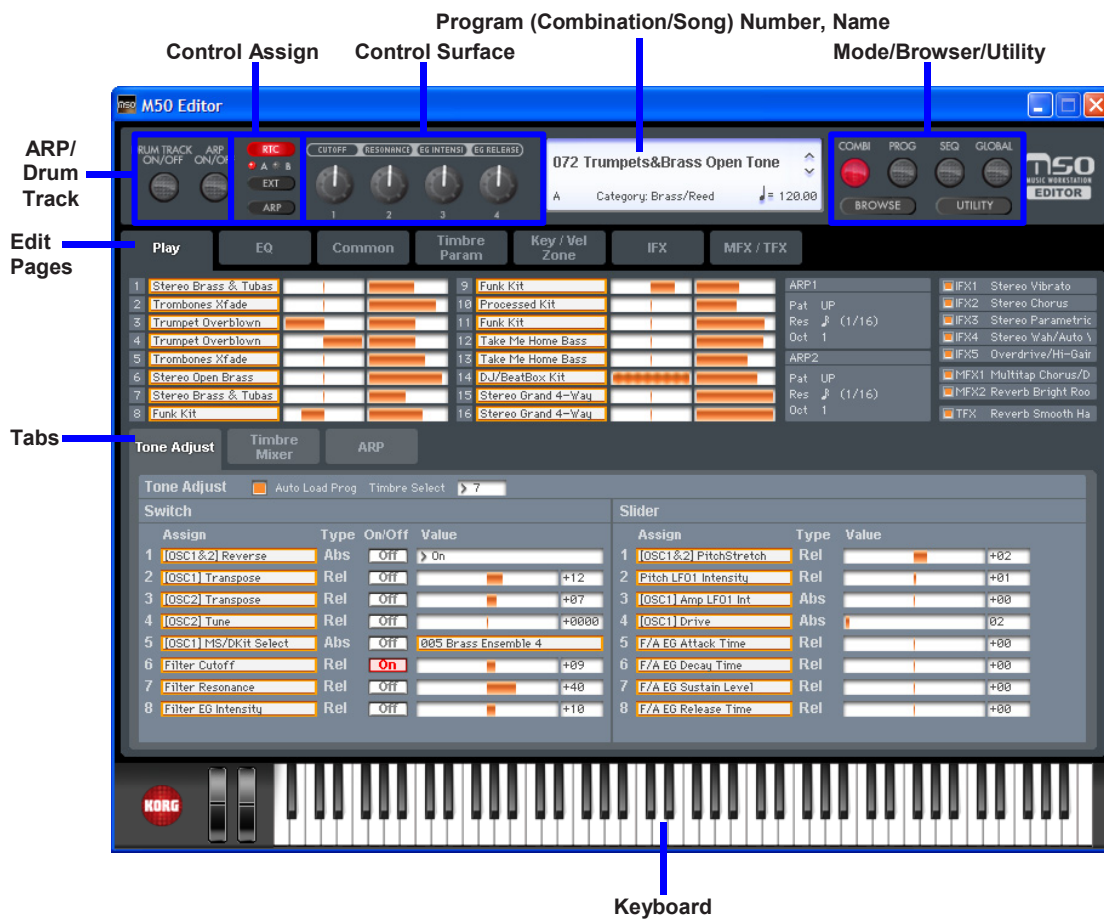 Program (Combination/Song) Number, Name
Control Assign
Control Surface
Mode/Browser/Utility
M50 Editor
ARP/
Drum
Track
RUM TRACK
ON/OFF
ARP
ON/OF
RTC
A B
EXT
ARP
CUTOFF RESONANCE EG INTENSI EG RELEASE
1 2 3 4
072 Trumpets&Brass Open Tone
A Category: Brass/Reed ♩= 120.00
COMBI PROG SEQ GLOBAL
BROWSE UTILITY
M50
MUSIC WORKSTATION
EDITOR
Edit
Pages
Play EQ Common Timbre Param Key / Vel Zone IFX MFX / TFX
1 Stereo Brass & Tubas
2 Trombones Xfade
3 Trumpet Overblown
4 Trumpet Overblown
5 Trombones Xfade
6 Stereo Open Brass
7 Stereo Brass & Tubas
8 Funk Kit
9 Funk Kit
10 Processed Kit
11 Funk Kit
12 Take Me Home Bass
13 Take Me Home Bass
14 DJ/BeatBox Kit
15 Stereo Grand 4-Way
16 Stereo Grand 4-Way
ARP1
Pat UP
Res (1/16)
Oct 1
ARP2
Pat UP
Res (1/16)
Oct 1
IFX1 Stereo Vibrato
IFX2 Stereo Chorus
IFX3 Stereo Parametric
IFX4 Stereo Wah/Auto
IFX5 Overdrive/Hi-Gair
MFX1 Multitap Chorus/D
MFX2 Reverb Bright Roo
TFX Reverb Smooth Ha
Tabs
Tone Adjust Timbre Mixer ARP
Tone Adjust Auto Load Prog Timbre Select 7
Switch
Assign Type On/Off Value
1 [OSC1&2] Reverse Abs Off On
2 [OSC1] Transpose Rel Off +12
3 [OSC2] Transpose Rel Off +07
4 [OSC2] Tune Rel Off +0000
5 [OSC1] MS/DKit Select Abs Off 005 Brass Ensemble 4
6 Filter Cutoff Rel On +09
7 Filter Resonance Rel Off +40
8 Filter EG Intensity Rel Off +10
Slider
Assign Type Value
1 [OSC1&2] PitchStretch Rel +02
2 Pitch LFO1 Intensity Rel +01
3 [OSC1] Amp LFO1 Int Abs +00
4 [OSC1] Drive Abs 02
5 F/A EG Attack Time Rel +00
6 F/A EG Decay Time Rel +00
7 F/A EG Sustain Level Rel +00
8 F/A EG Release Time Rel +00
KORG
Keyboard